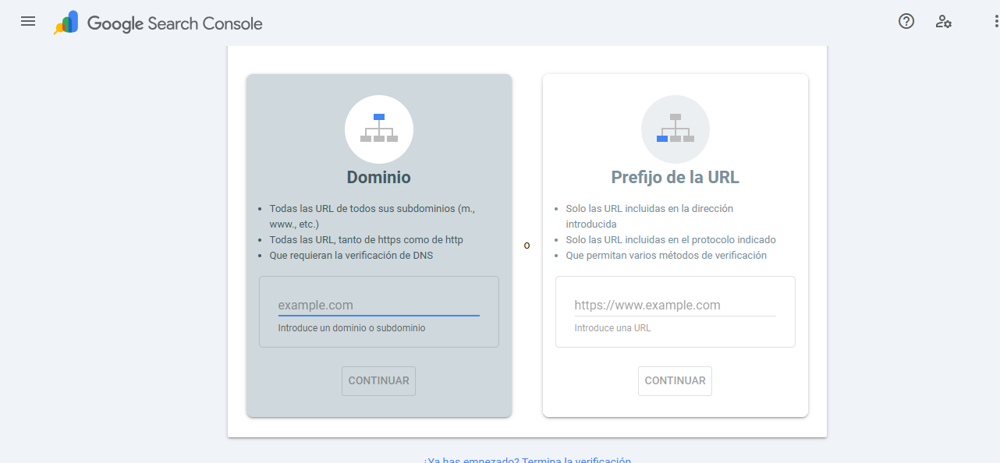 Google Search Console
Dominio
Todas las URL de todos sus subdominios (m.,
www., etc.)
Todas las URL, tanto de https como de http
Que requieran la verificación de DNS
example.com
Introduce un dominio o subdominio
CONTINUAR
o
Prefijo de la URL
Solo las URL incluidas en la dirección
introducida
Solo las URL incluidas en el protocolo indicado
Que permitan varios métodos de verificación
https://www.example.com
Introduce una URL
CONTINUAR
¿Ya has empezado? Termina la verificación